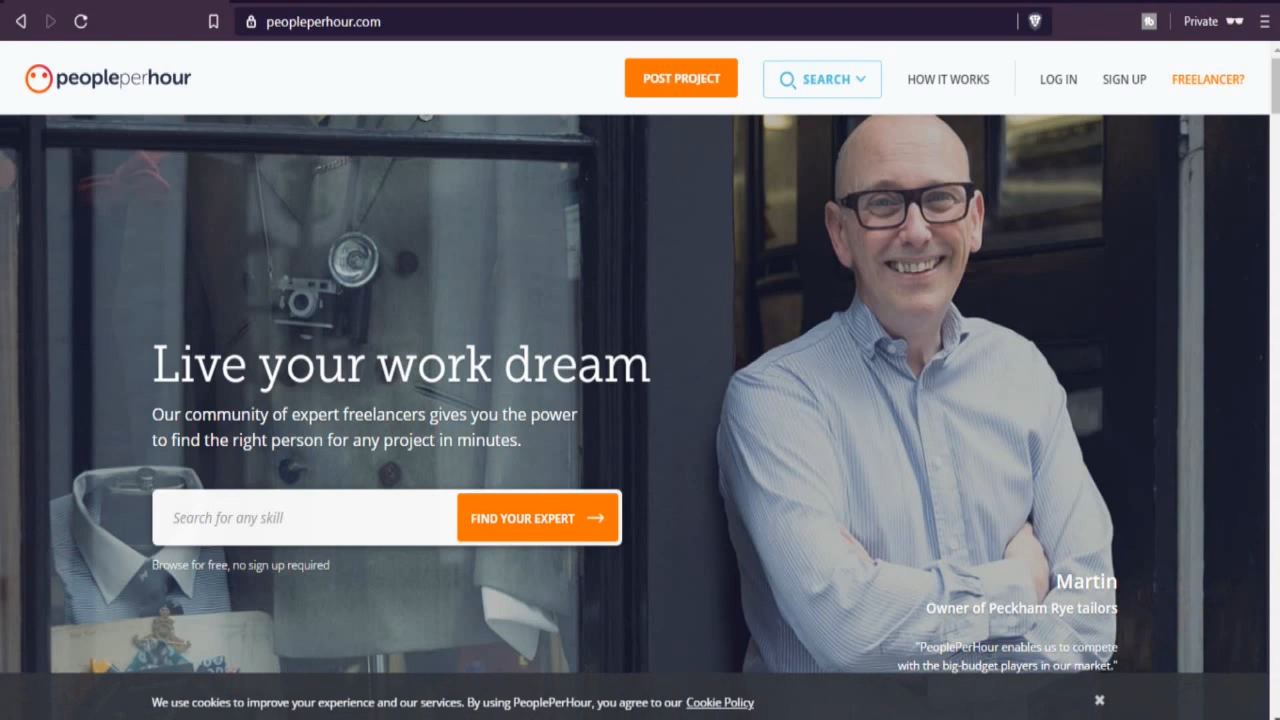 peopleperhour.com
Private
peopleperhour
POST PROJECT
SEARCH
HOW IT WORKS
LOG IN
SIGN UP
FREELANCER?
Live your work dream
Our community of expert freelancers gives you the power
to find the right person for any project in minutes.
Search for any skill
FIND YOUR EXPERT
Browse for free, no sign up required
Martin
Owner of Peckham Rye tailors
"PeoplePerHour enables us to compete
with the big-budget players in our market."
We use cookies to improve your experience and our services. By using PeoplePerHour, you agree to our Cookie Policy